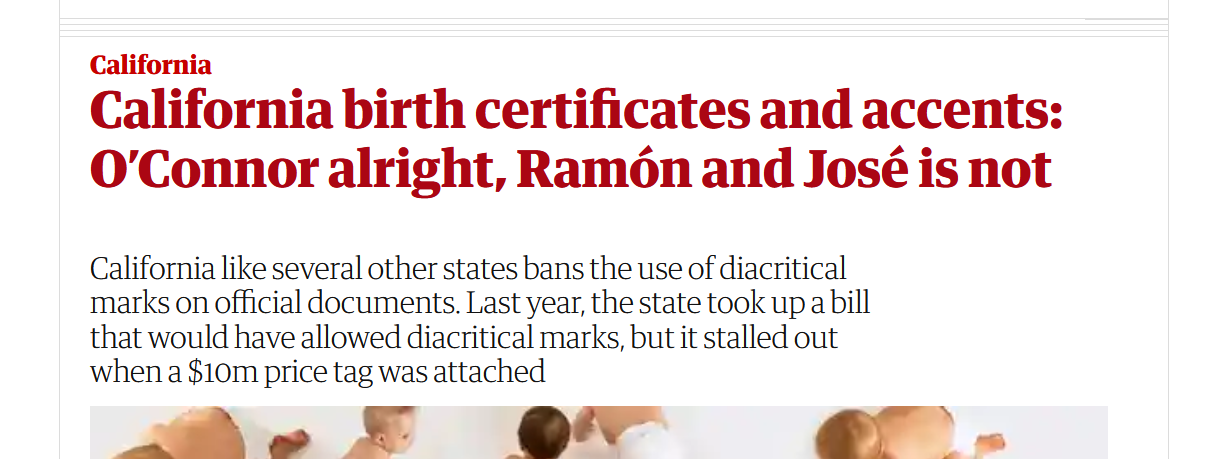 California
California birth certificates and accents:
O’Connor alright, Ramón and José is not
California like several other states bans the use of diacritical
marks on official documents. Last year, the state took up a bill
that would have allowed diacritical marks, but it stalled out
when a $10m price tag was attached